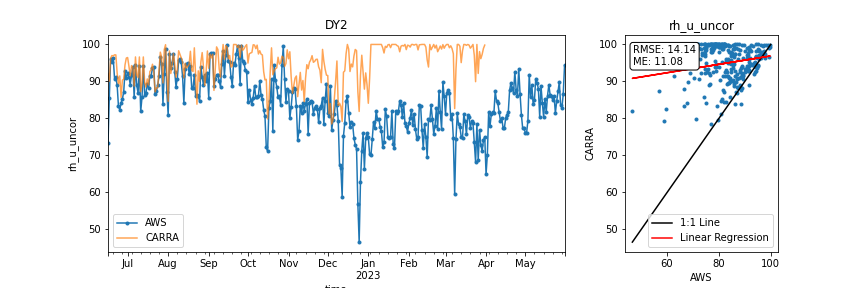 DY2
rh_u_uncor
100
90
80
70
60
50
AWS
CARRA
Jul
Aug
Sep
Oct
Nov
Dec
Jan
2023
Feb
Mar
Apr
May
time
rh_u_uncor
CARRA
100
90
80
70
60
50
RMSE: 14.14
ME: 11.08
1:1 Line
Linear Regression
60
80
100
AWS